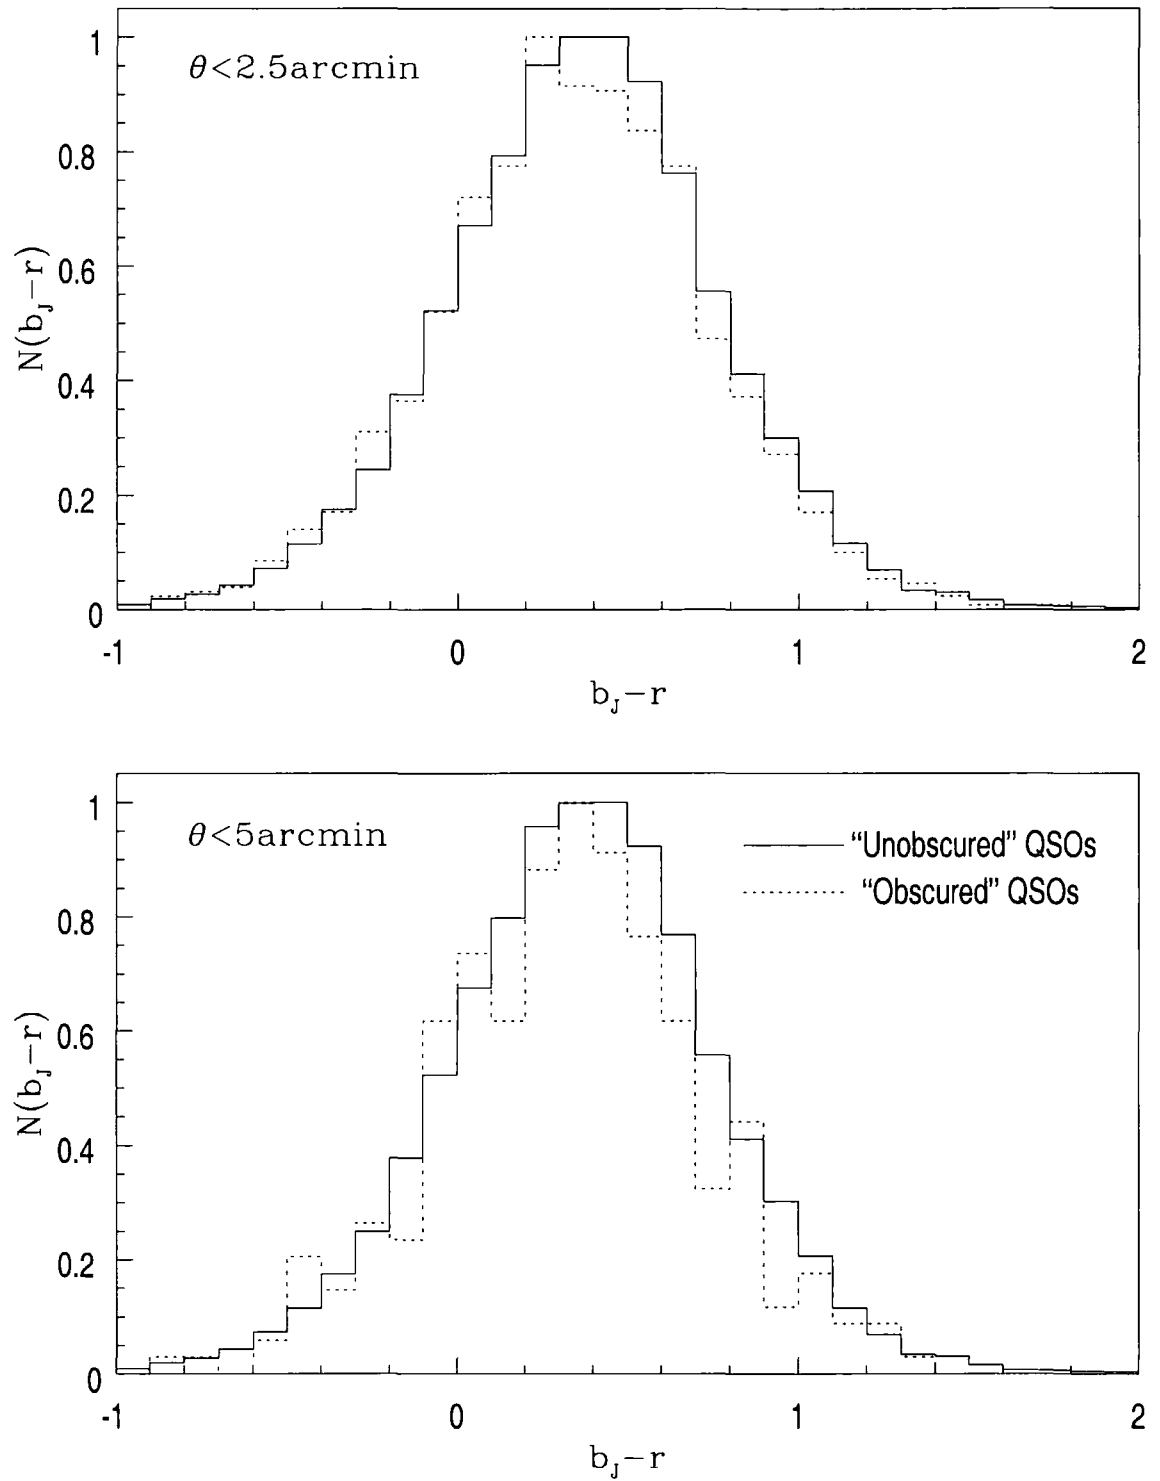 θ<2.5arcmin
1
0.8
0.6
0.4
0.2
0
N(b_J−r)
-1 0 1 2
b_J−r
θ<5arcmin
“Unobscured” QSOs
“Obscured” QSOs
1
0.8
0.6
0.4
0.2
0
N(b_J−r)
-1 0 1 2
b_J−r